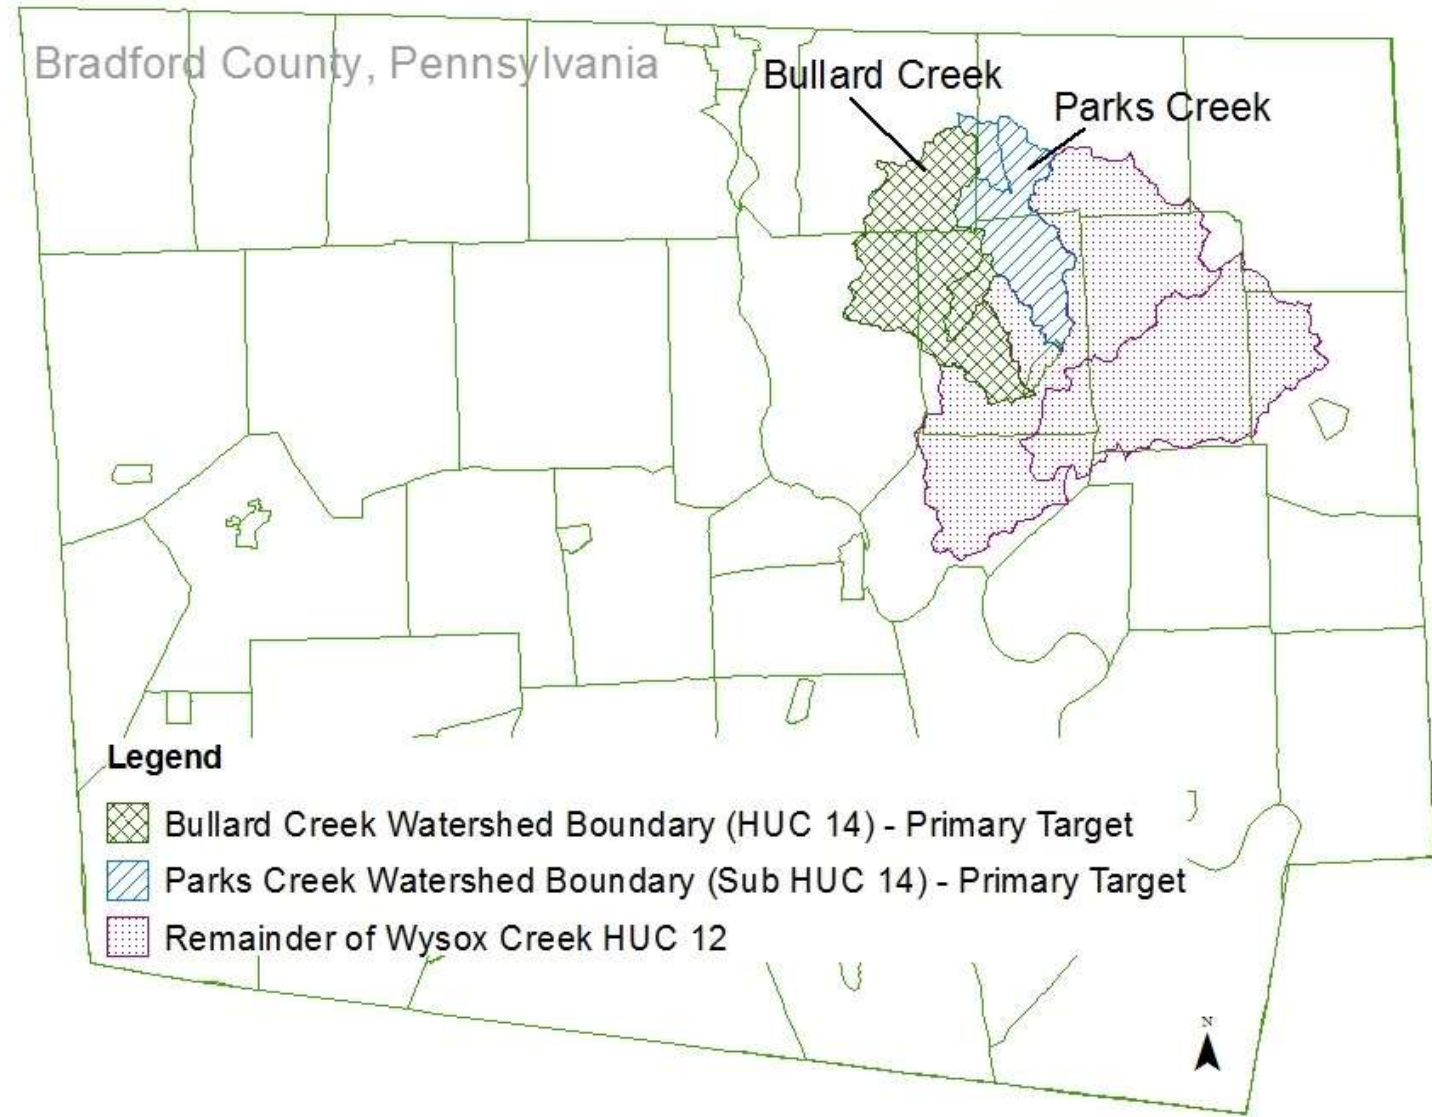 Bradford County, Pennsylvania
Bullard Creek
Parks Creek
Legend
Bullard Creek Watershed Boundary (HUC 14) - Primary Target
Parks Creek Watershed Boundary (Sub HUC 14) - Primary Target
Remainder of Wysox Creek HUC 12
N